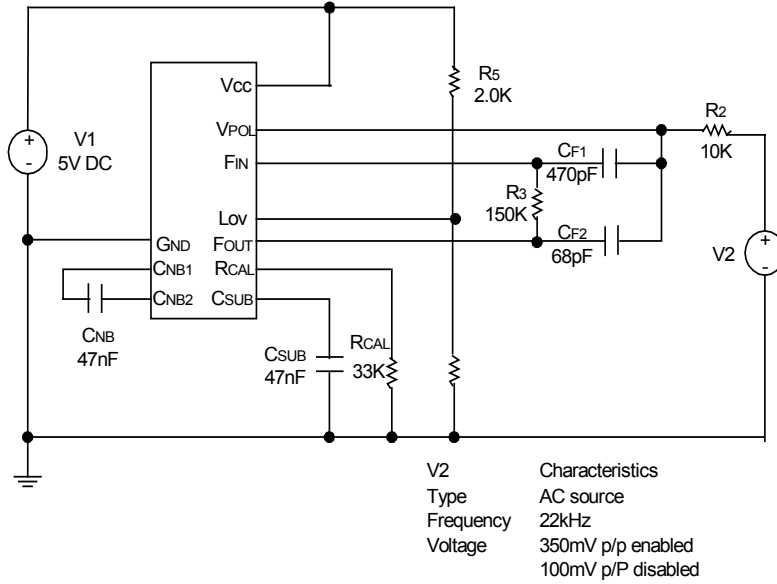 R5
2.0K
VCC
V1
5V DC
VPOL
R2
10K
FIN
CF1
470pF
R3
150K
LOV
CF2
68pF
V2
GND
FOUT
CNB1
RCAL
CNB2
CSUB
CNB
47nF
CSUB
47nF
RCAL
33K
+
-
+
-
V2 Characteristics
Type AC source
Frequency 22kHz
Voltage 350mV p/p enabled
100mV p/P disabled